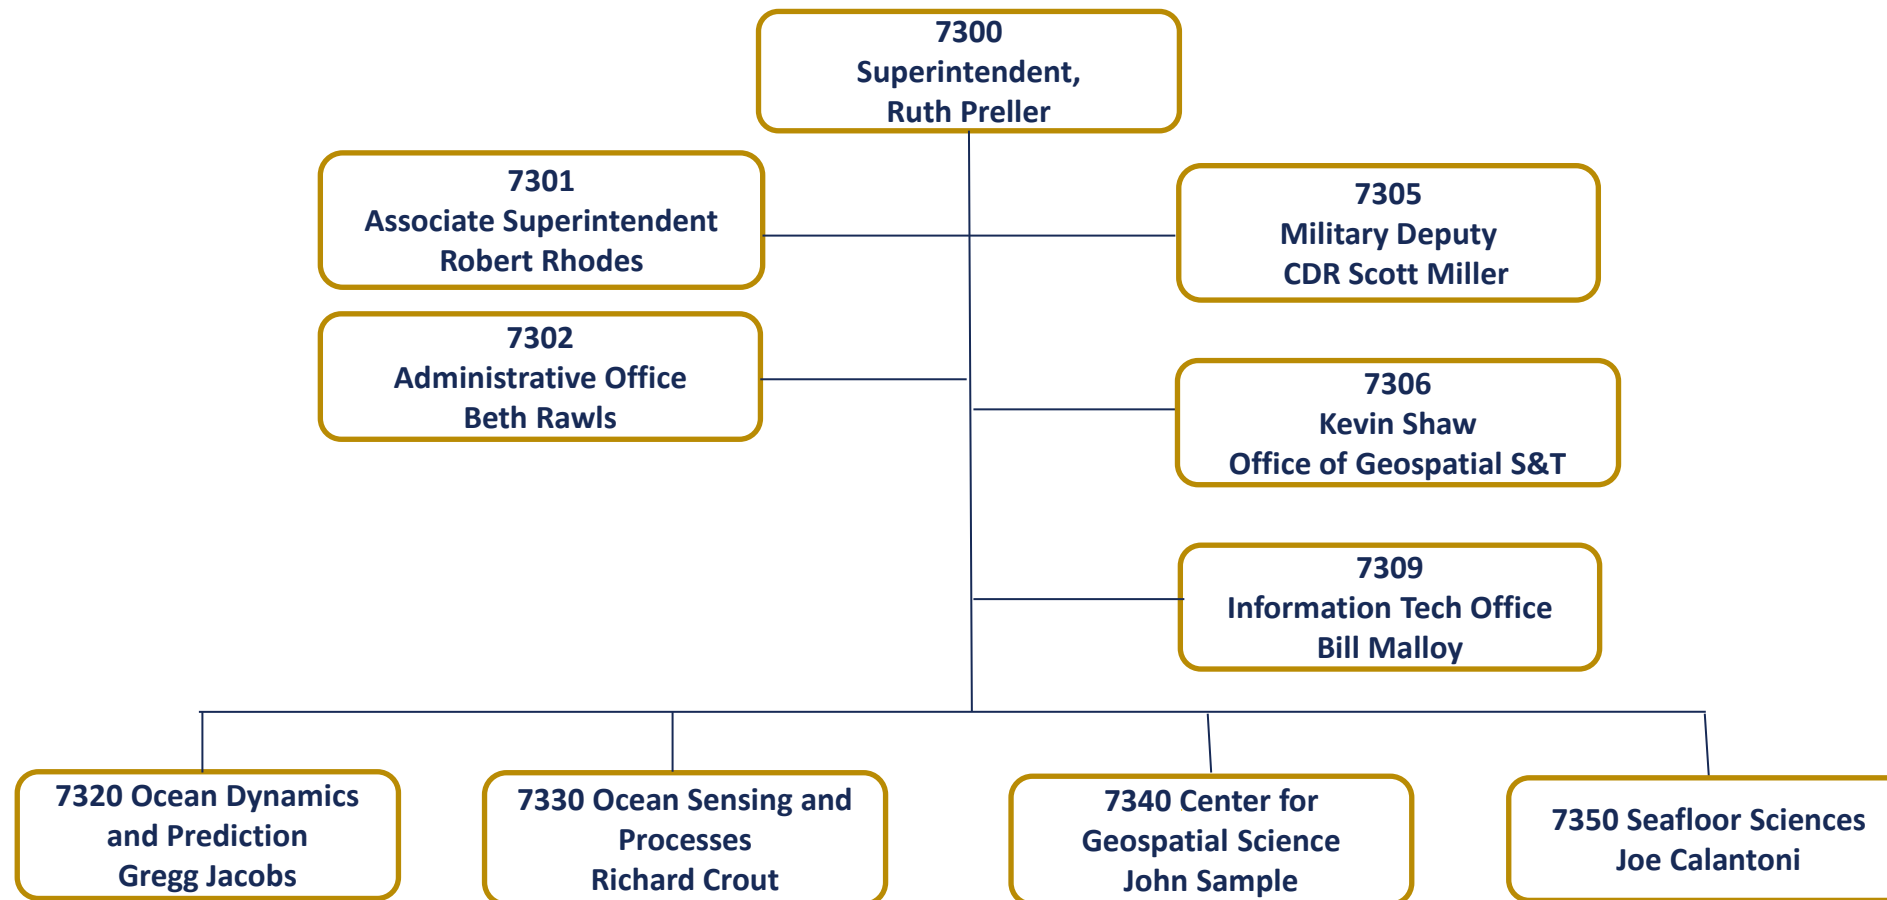 7300
Superintendent,
Ruth Preller
7301
Associate Superintendent
Robert Rhodes
7305
Military Deputy
CDR Scott Miller
7302
Administrative Office
Beth Rawls
7306
Kevin Shaw
Office of Geospatial S&T
7309
Information Tech Office
Bill Malloy
7320 Ocean Dynamics
and Prediction
Gregg Jacobs
7330 Ocean Sensing and
Processes
Richard Crout
7340 Center for
Geospatial Science
John Sample
7350 Seafloor Sciences
Joe Calantoni